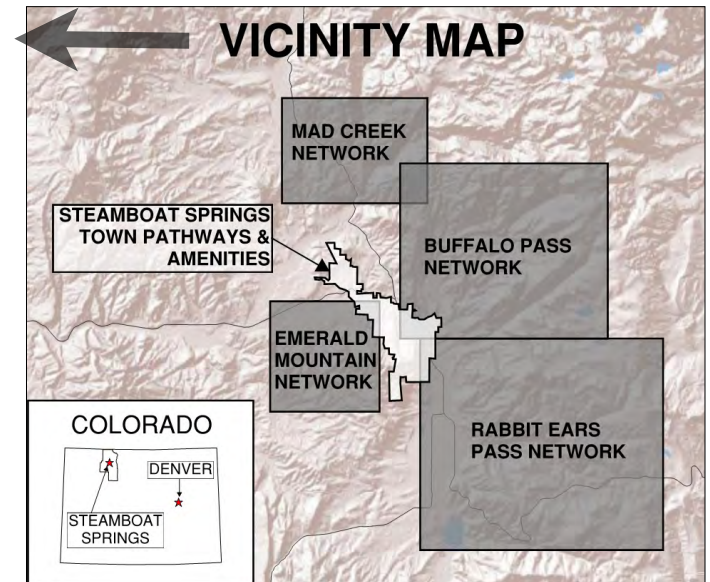 VICINITY MAP
MAD CREEK
NETWORK
STEAMBOAT SPRINGS
TOWN PATHWAYS &
AMENITIES
BUFFALO PASS
NETWORK
EMERALD
MOUNTAIN
NETWORK
RABBIT EARS
PASS NETWORK
COLORADO
DENVER
STEAMBOAT
SPRINGS